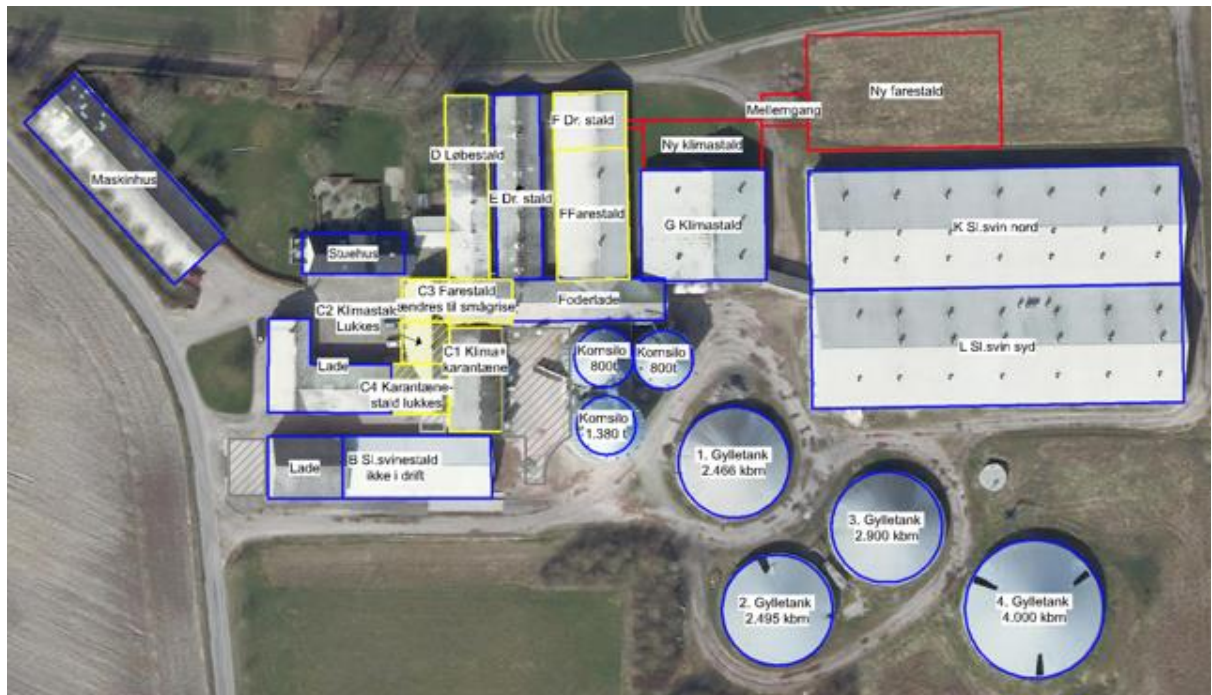 Ny farestald
Mellemgang
F Dr. stald
Ny klimastald
D Løbestald
Maskinhus
E Dr. stald
FFarestald
G Klimastald
K Sl.svin nord
Stuehus
C3 Farestald
ændres til smågrise
Foderlade
C2 Klimastald
Lukkes
L Sl.svin syd
Kornsilo
800t
Kornsilo
800t
C1 Klima+
karantæne
Lade
C4 Karantæne-
stald lukkes
Kornsilo
1.380 t
1. Gylletank
2.466 kbm
Lade
B Sl.svinestald
ikke i drift
3. Gylletank
2.900 kbm
2. Gylletank
2.495 kbm
4. Gylletank
4.000 kbm